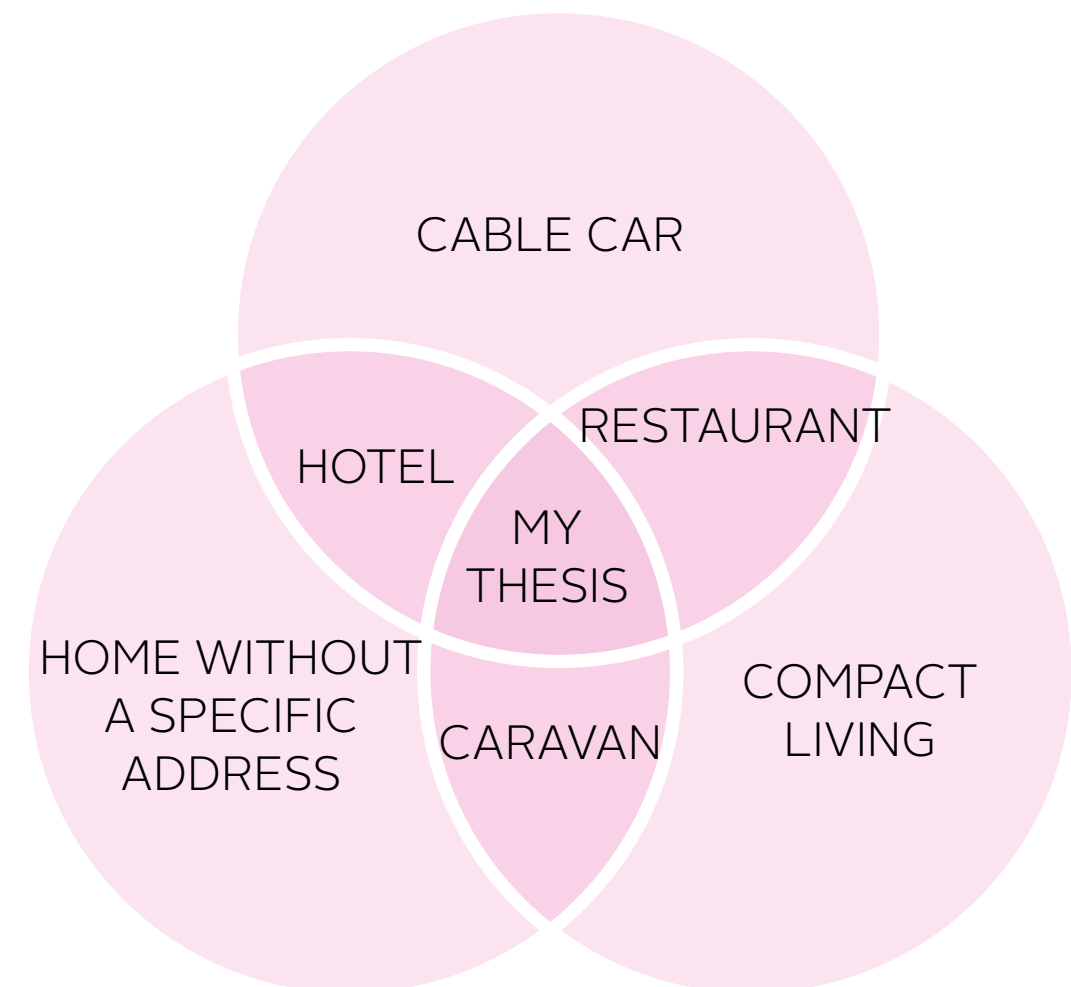 CABLE CAR
RESTAURANT
HOTEL
MY
THESIS
HOME WITHOUT
A SPECIFIC
ADDRESS
COMPACT
LIVING
CARAVAN